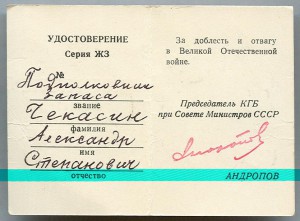 УДОСТОВЕРЕНИЕ
Серия ЖЗ
№
Подполковник
запаса
звание
Чекасин
фамилия
Александр
имя
Степанович
отчество
За доблесть и отвагу
в Великой Отечественной
войне.
Председатель КГБ
при Совете Министров СССР
АНДРОПОВ